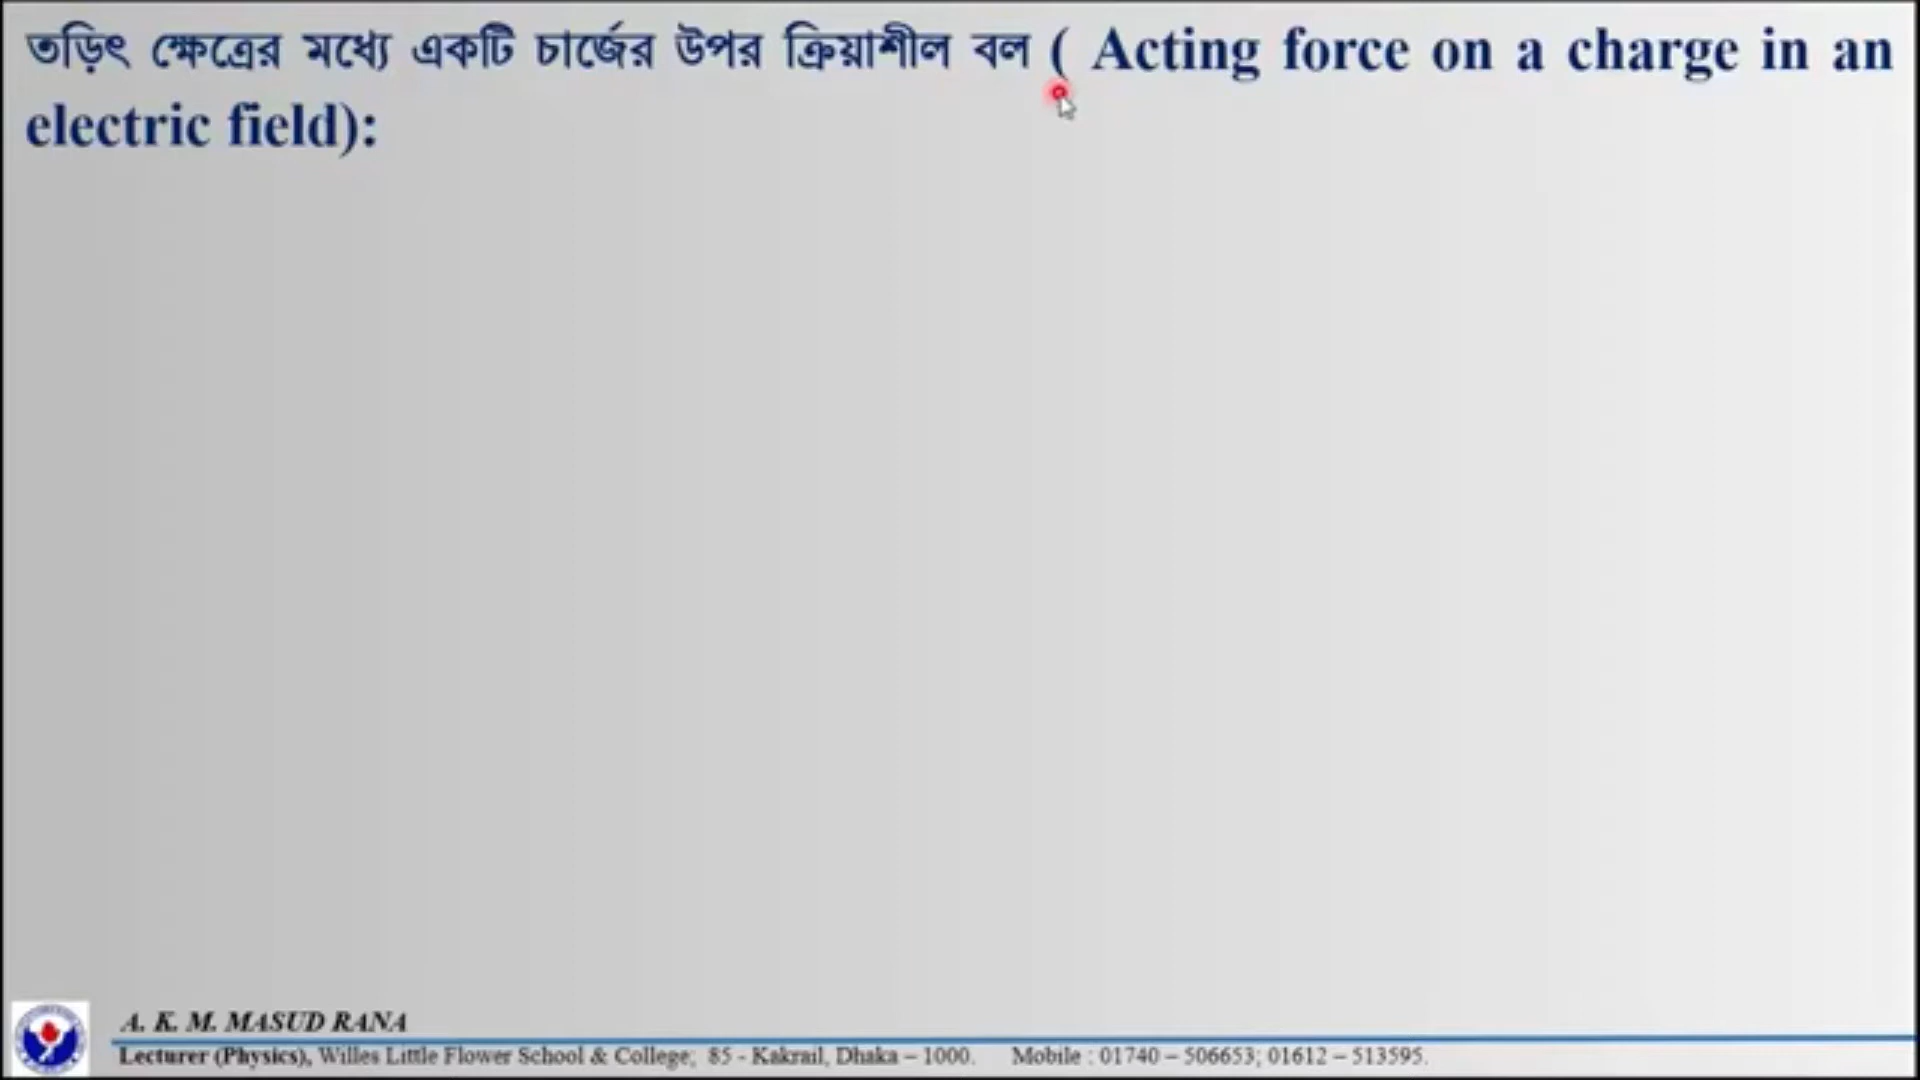 তড়িৎ ক্ষেত্রের মধ্যে একটি চার্জের উপর ক্রিয়াশীল বল ( Acting force on a charge in an
electric field):
A. K. M. MASUD RANA
Lecturer (Physics), Willes Little Flower School & College; 85 - Kakrail, Dhaka – 1000. Mobile : 01740 – 506653; 01612 – 513595.